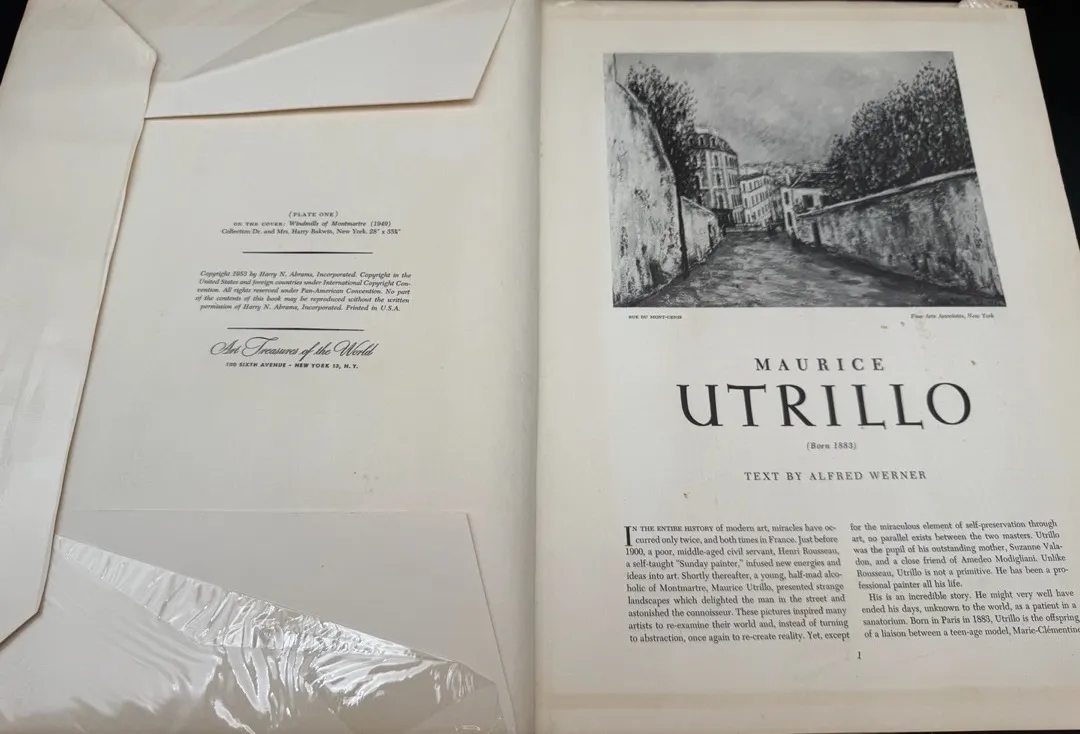 (PLATE ONE)
ON THE COVER: Windmills of Montmartre (1949)
Collection Dr. and Mrs. Harry Bakwin, New York. 28" x 35¾"
Copyright 1953 by Harry N. Abrams, Incorporated. Copyright in the
United States and foreign countries under International Copyright Con-
vention. All rights reserved under Pan-American Convention. No part
of the contents of this book may be reproduced without the written
permission of Harry N. Abrams, Incorporated. Printed in U.S.A.
Art Treasures of the World
100 SIXTH AVENUE • NEW YORK 13, N.Y.
RUE DU MONT-CENIS
Fine Arts Associates, New York
MAURICE
UTRILLO
(Born 1883)
TEXT BY ALFRED WERNER
IN THE ENTIRE HISTORY of modern art, miracles have oc-
curred only twice, and both times in France. Just before
1900, a poor, middle-aged civil servant, Henri Rousseau,
a self-taught "Sunday painter," infused new energies and
ideas into art. Shortly thereafter, a young, half-mad alco-
holic of Montmartre, Maurice Utrillo, presented strange
landscapes which delighted the man in the street and
astonished the connoisseur. These pictures inspired many
artists to re-examine their world and, instead of turning
to abstraction, once again to re-create reality. Yet, except
for the miraculous element of self-preservation through
art, no parallel exists between the two masters. Utrillo
was the pupil of his outstanding mother, Suzanne Vala-
don, and a close friend of Amedeo Modigliani. Unlike
Rousseau, Utrillo is not a primitive. He has been a pro-
fessional painter all his life.
His is an incredible story. He might very well have
ended his days, unknown to the world, as a patient in a
sanatorium. Born in Paris in 1883, Utrillo is the offspring
of a liaison between a teen-age model, Marie-Clémentine
1